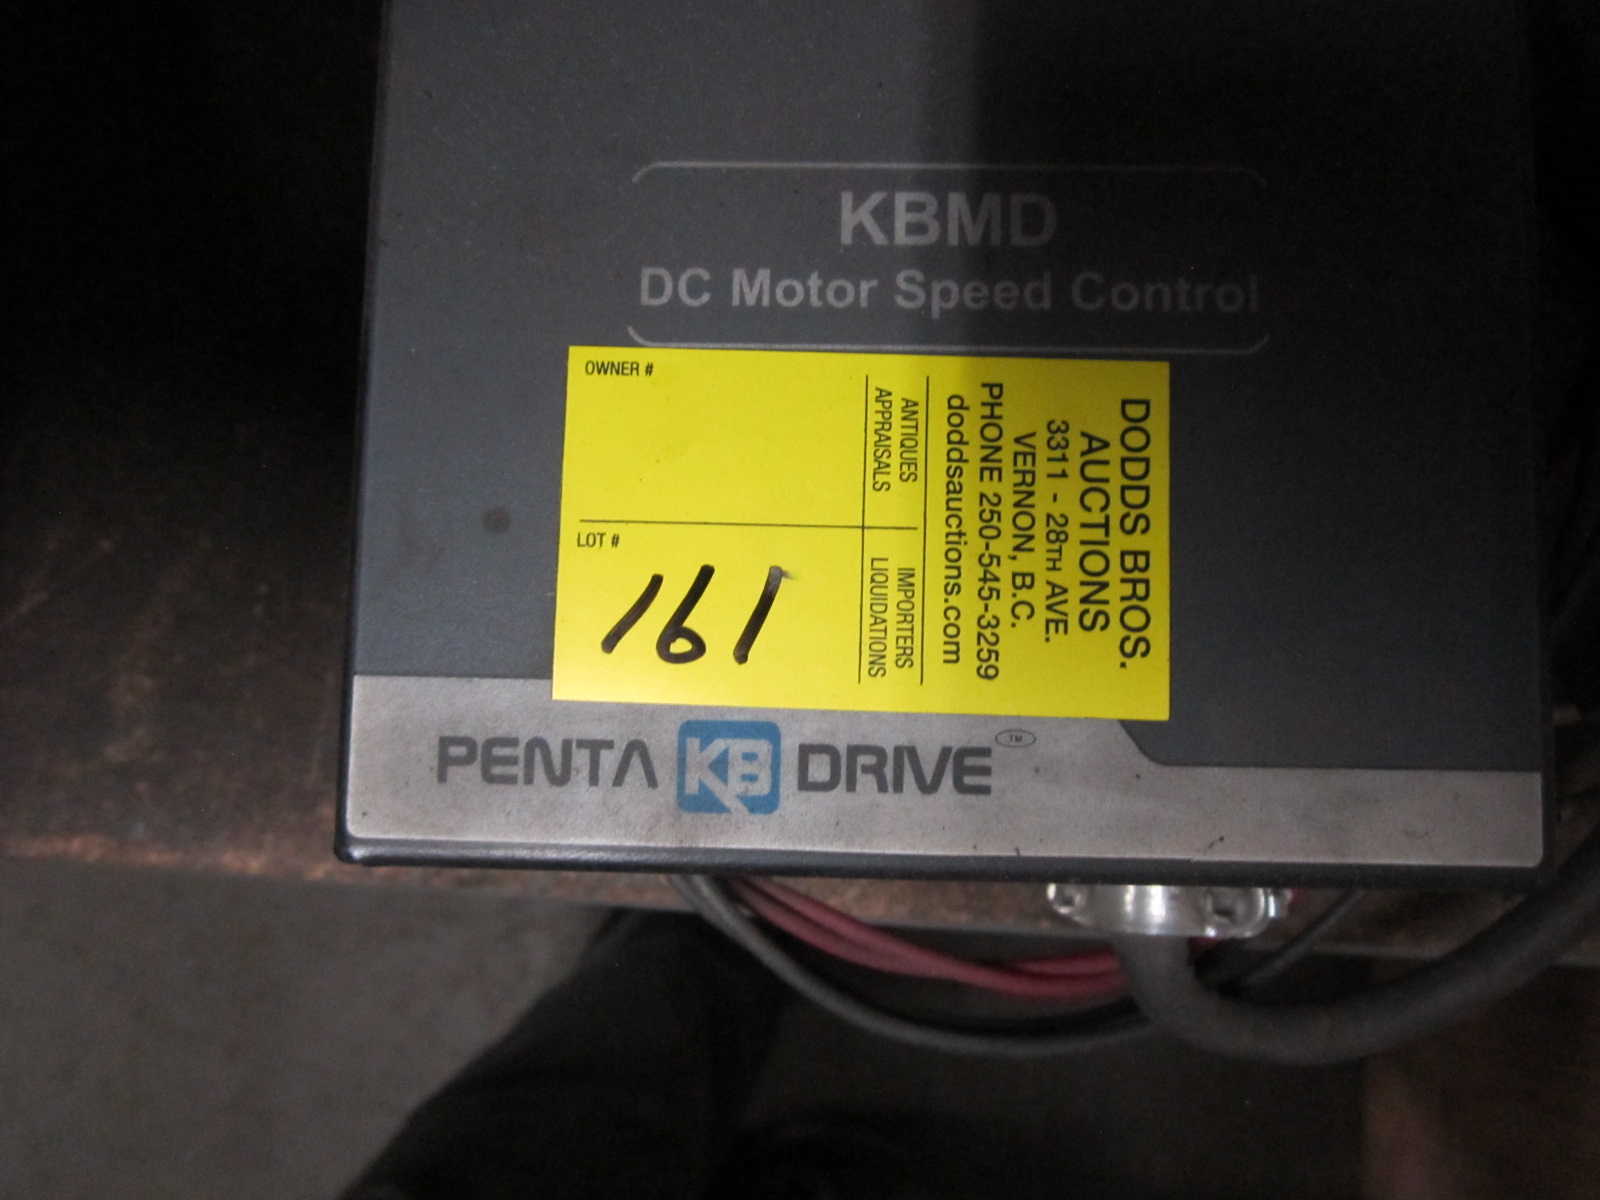 KBMD
DC Motor Speed Control
OWNER #
LOT #
161
DODDS BROS.
AUCTIONS
3311 - 28TH AVE.
VERNON, B.C.
PHONE 250-545-3259
doddsauctions.com
ANTIQUES IMPORTERS
APPRAISALS LIQUIDATIONS
PENTA KB DRIVE TM